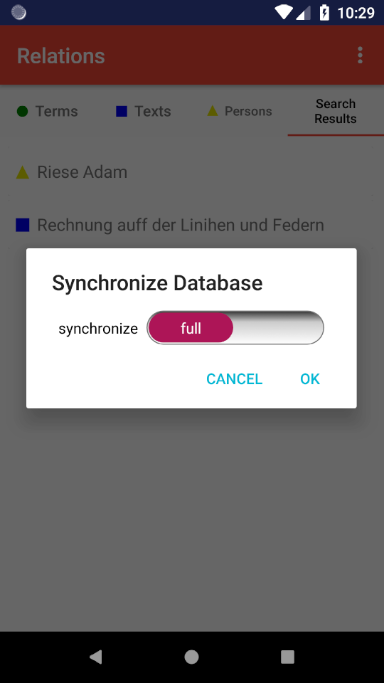 10:29
Relations
Terms
Texts
Persons
Search
Results
Riese Adam
Rechnung auff der Linihen und Federn
Synchronize Database
synchronize
full
CANCEL
OK